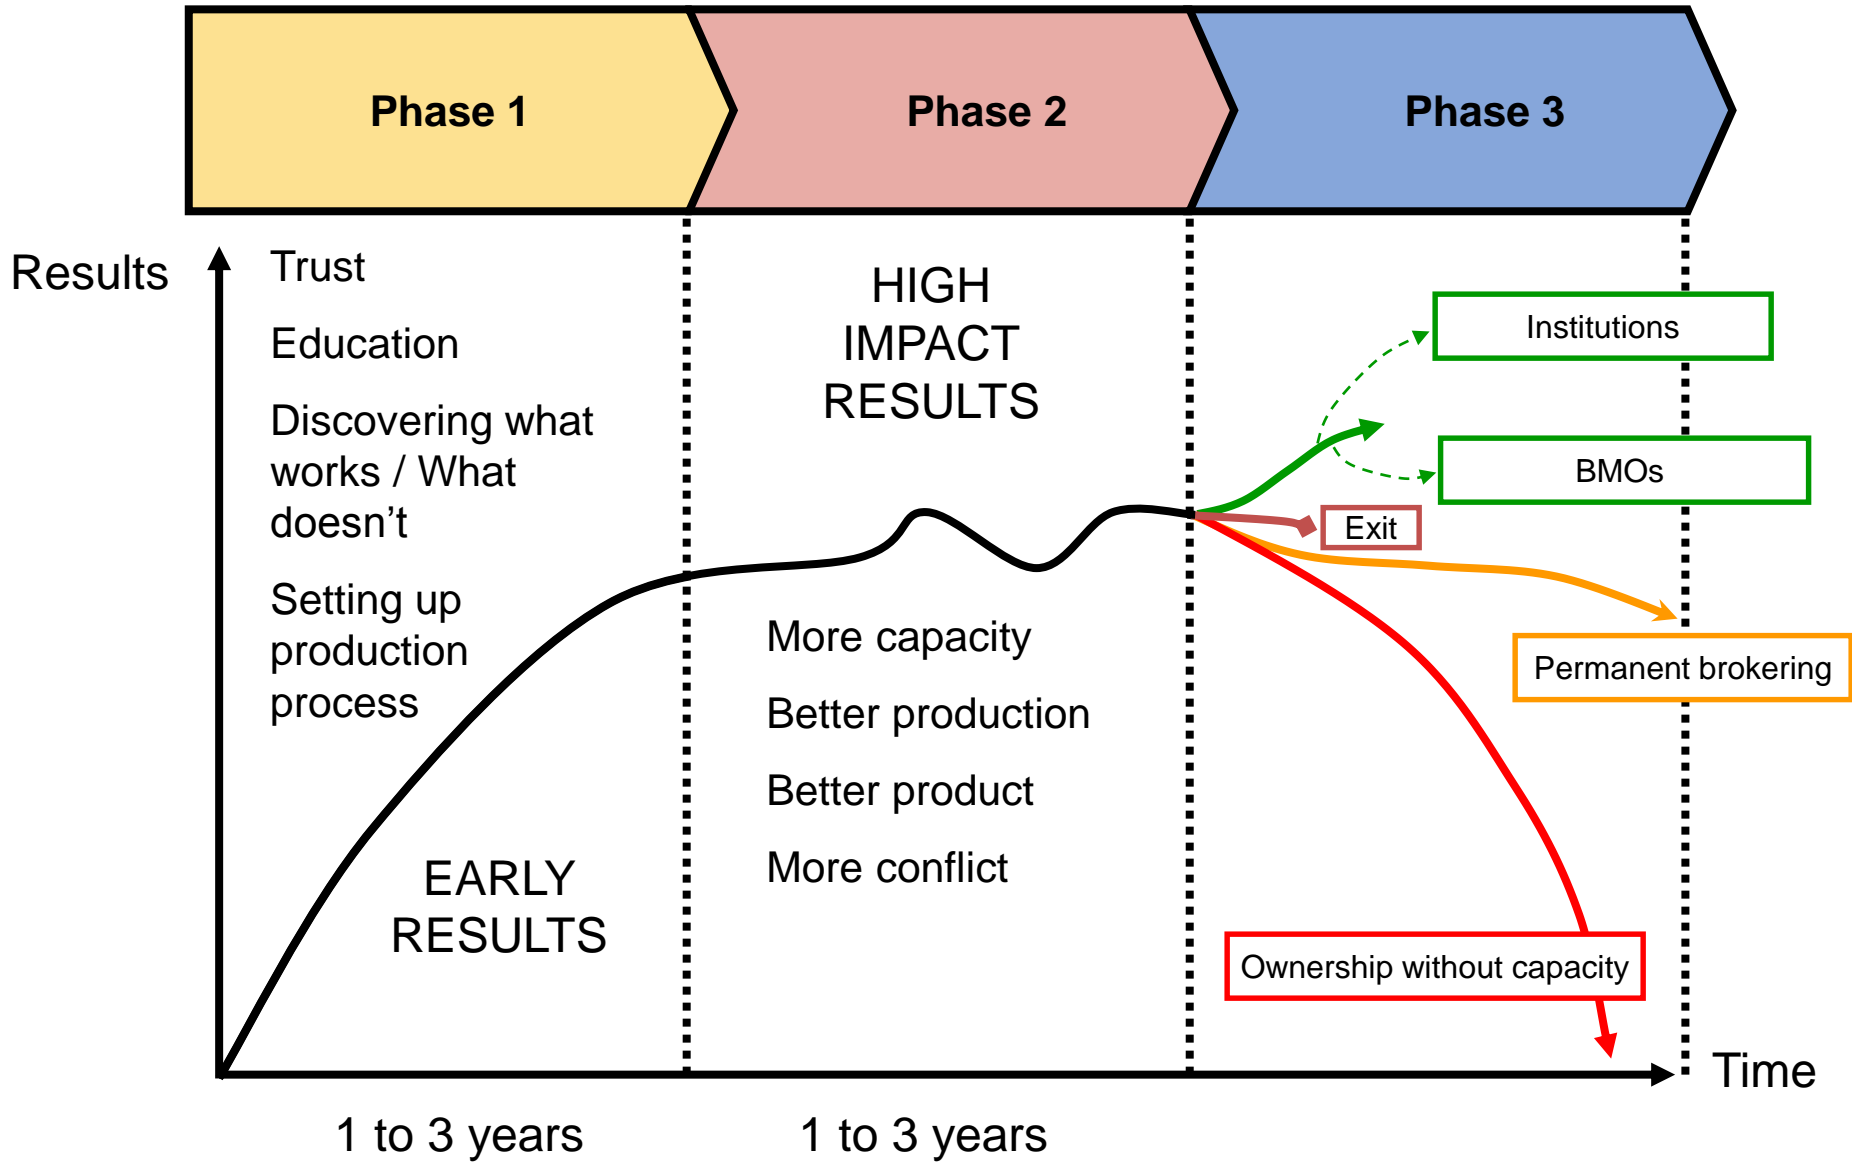 Phase 1
Phase 2
Phase 3
Results
Trust
Education
Discovering what
works / What
doesn’t
Setting up
production
process
EARLY
RESULTS
HIGH
IMPACT
RESULTS
More capacity
Better production
Better product
More conflict
Institutions
BMOs
Exit
Permanent brokering
Ownership without capacity
Time
1 to 3 years
1 to 3 years